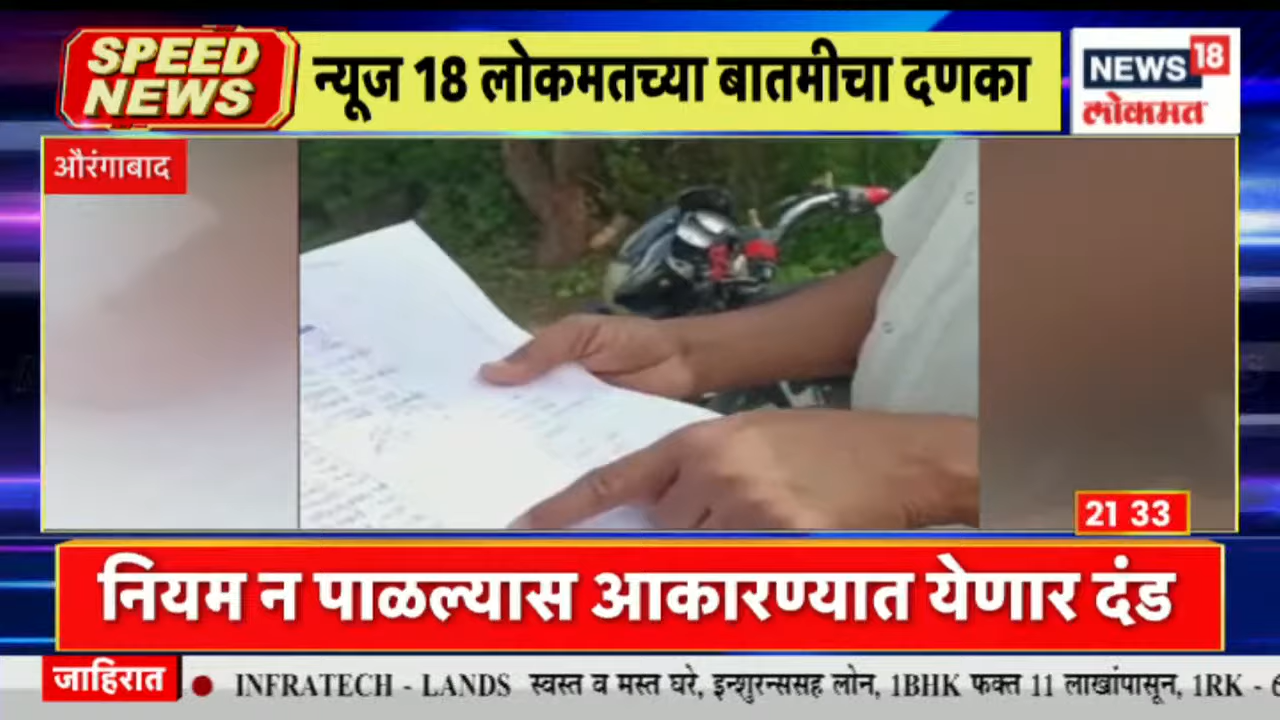 SPEED NEWS
न्यूज 18 लोकमतच्या बातमीचा दणका
NEWS 18
लोकमत
औरंगाबाद
21 33
नियम न पाळल्यास आकारण्यात येणार दंड
जाहिरात
INFRATECH - LANDS स्वस्त व मस्त घरे, इन्शुरन्ससह लोन, 1BHK फक्त 11 लाखांपासून, 1RK -